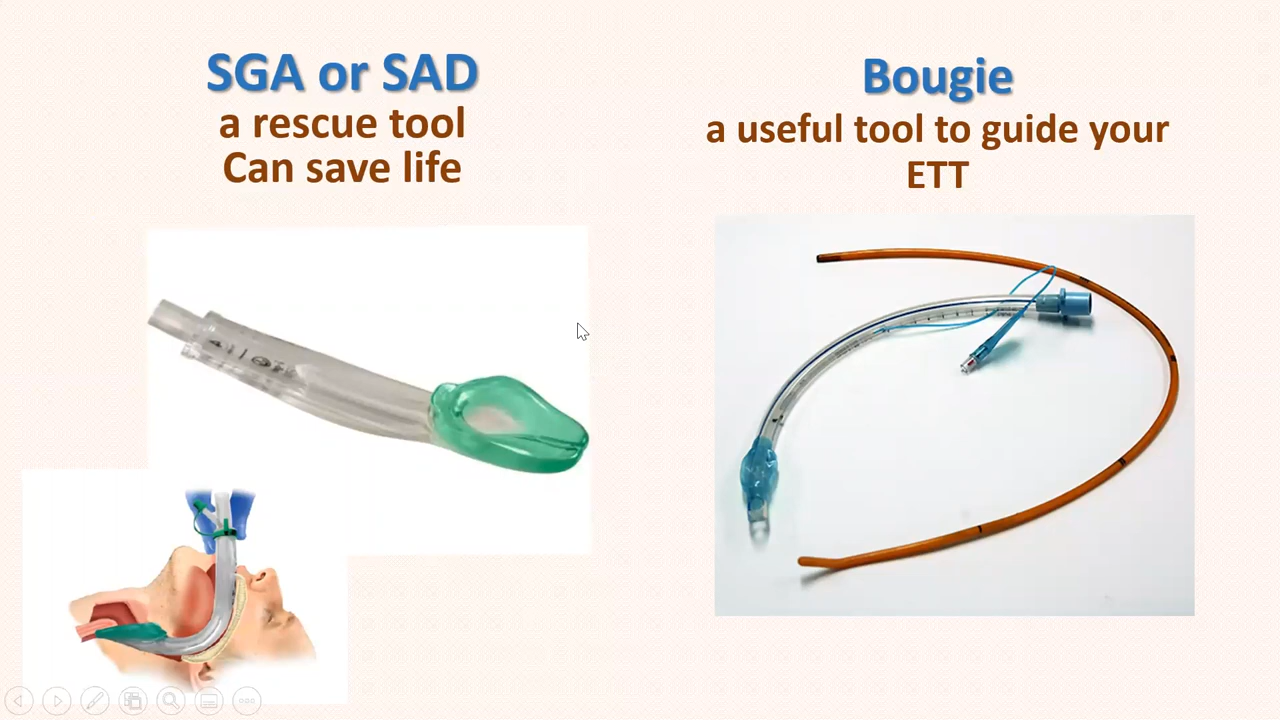 SGA or SAD
a rescue tool
Can save life
Bougie
a useful tool to guide your
ETT